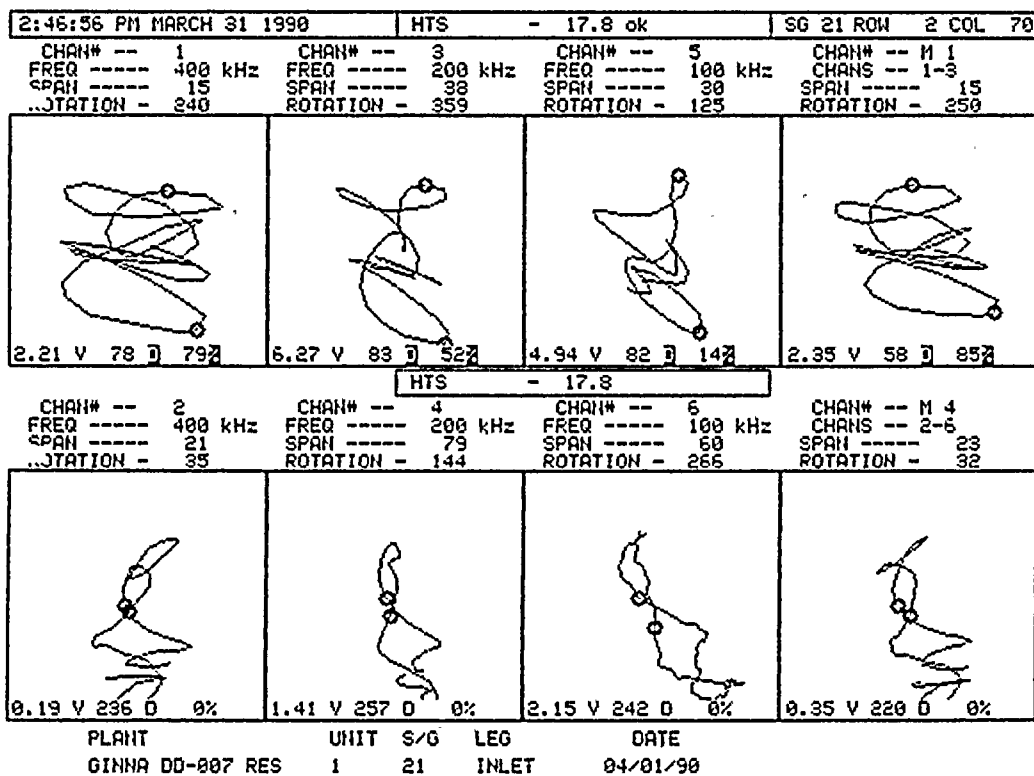 2:46:56 PM MARCH 31 1990 HTS - 17.8 ok SG 21 ROW 2 COL 70
CHAN# -- 1 CHAN# -- 3 CHAN# -- 5 CHAN# -- M 1
FREQ ----- 400 kHz FREQ ----- 200 kHz FREQ ----- 100 kHz CHANS -- 1-3
SPAN ----- 15 SPAN ----- 38 SPAN ----- 30 SPAN ----- 15
..OTATION - 240 ROTATION - 359 ROTATION - 125 ROTATION - 250
2.21 V 78 D 79% 6.27 V 83 D 52% 4.94 V 82 D 14% 2.35 V 58 D 85%
HTS - 17.8
CHAN# -- 2 CHAN# -- 4 CHAN# -- 6 CHAN# -- M 4
FREQ ----- 400 kHz FREQ ----- 200 kHz FREQ ----- 100 kHz CHANS -- 2-6
SPAN ----- 21 SPAN ----- 79 SPAN ----- 60 SPAN ----- 23
..OTATION - 35 ROTATION - 144 ROTATION - 266 ROTATION - 32
0.19 V 236 D 0% 1.41 V 257 D 0% 2.15 V 242 D 0% 0.35 V 220 D 0%
PLANT UNIT S/G LEG DATE
GINNA DD-007 RES 1 21 INLET 04/01/90